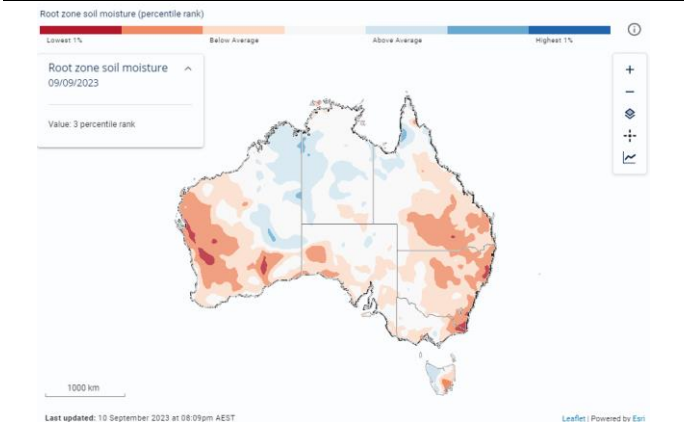 Root zone soil moisture (percentile rank)
Lowest 1% Below Average Above Average Highest 1%
Root zone soil moisture
09/09/2023
Value: 3 percentile rank
1000 km
Last updated: 10 September 2023 at 08:09pm AEST
Leaflet | Powered by Esri